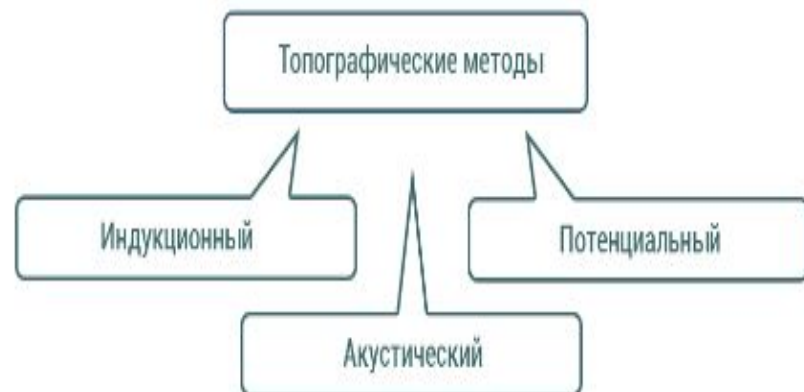 Топографические методы
Индукционный
Потенциальный
Акустический